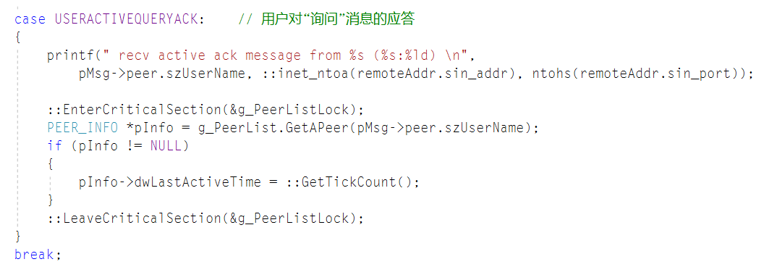 case USERACTIVEQUERYACK:    // 用户对“询问”消息的应答
{
    printf(" recv active ack message from %s (%s:%ld) \n",
        pMsg->peer.szUserName, ::inet_ntoa(remoteAddr.sin_addr), ntohs(remoteAddr.sin_port));
    ::EnterCriticalSection(&g_PeerListLock);
    PEER_INFO *pInfo = g_PeerList.GetAPeer(pMsg->peer.szUserName);
    if (pInfo != NULL)
    {
        pInfo->dwLastActiveTime = ::GetTickCount();
    }
    ::LeaveCriticalSection(&g_PeerListLock);
}
break;